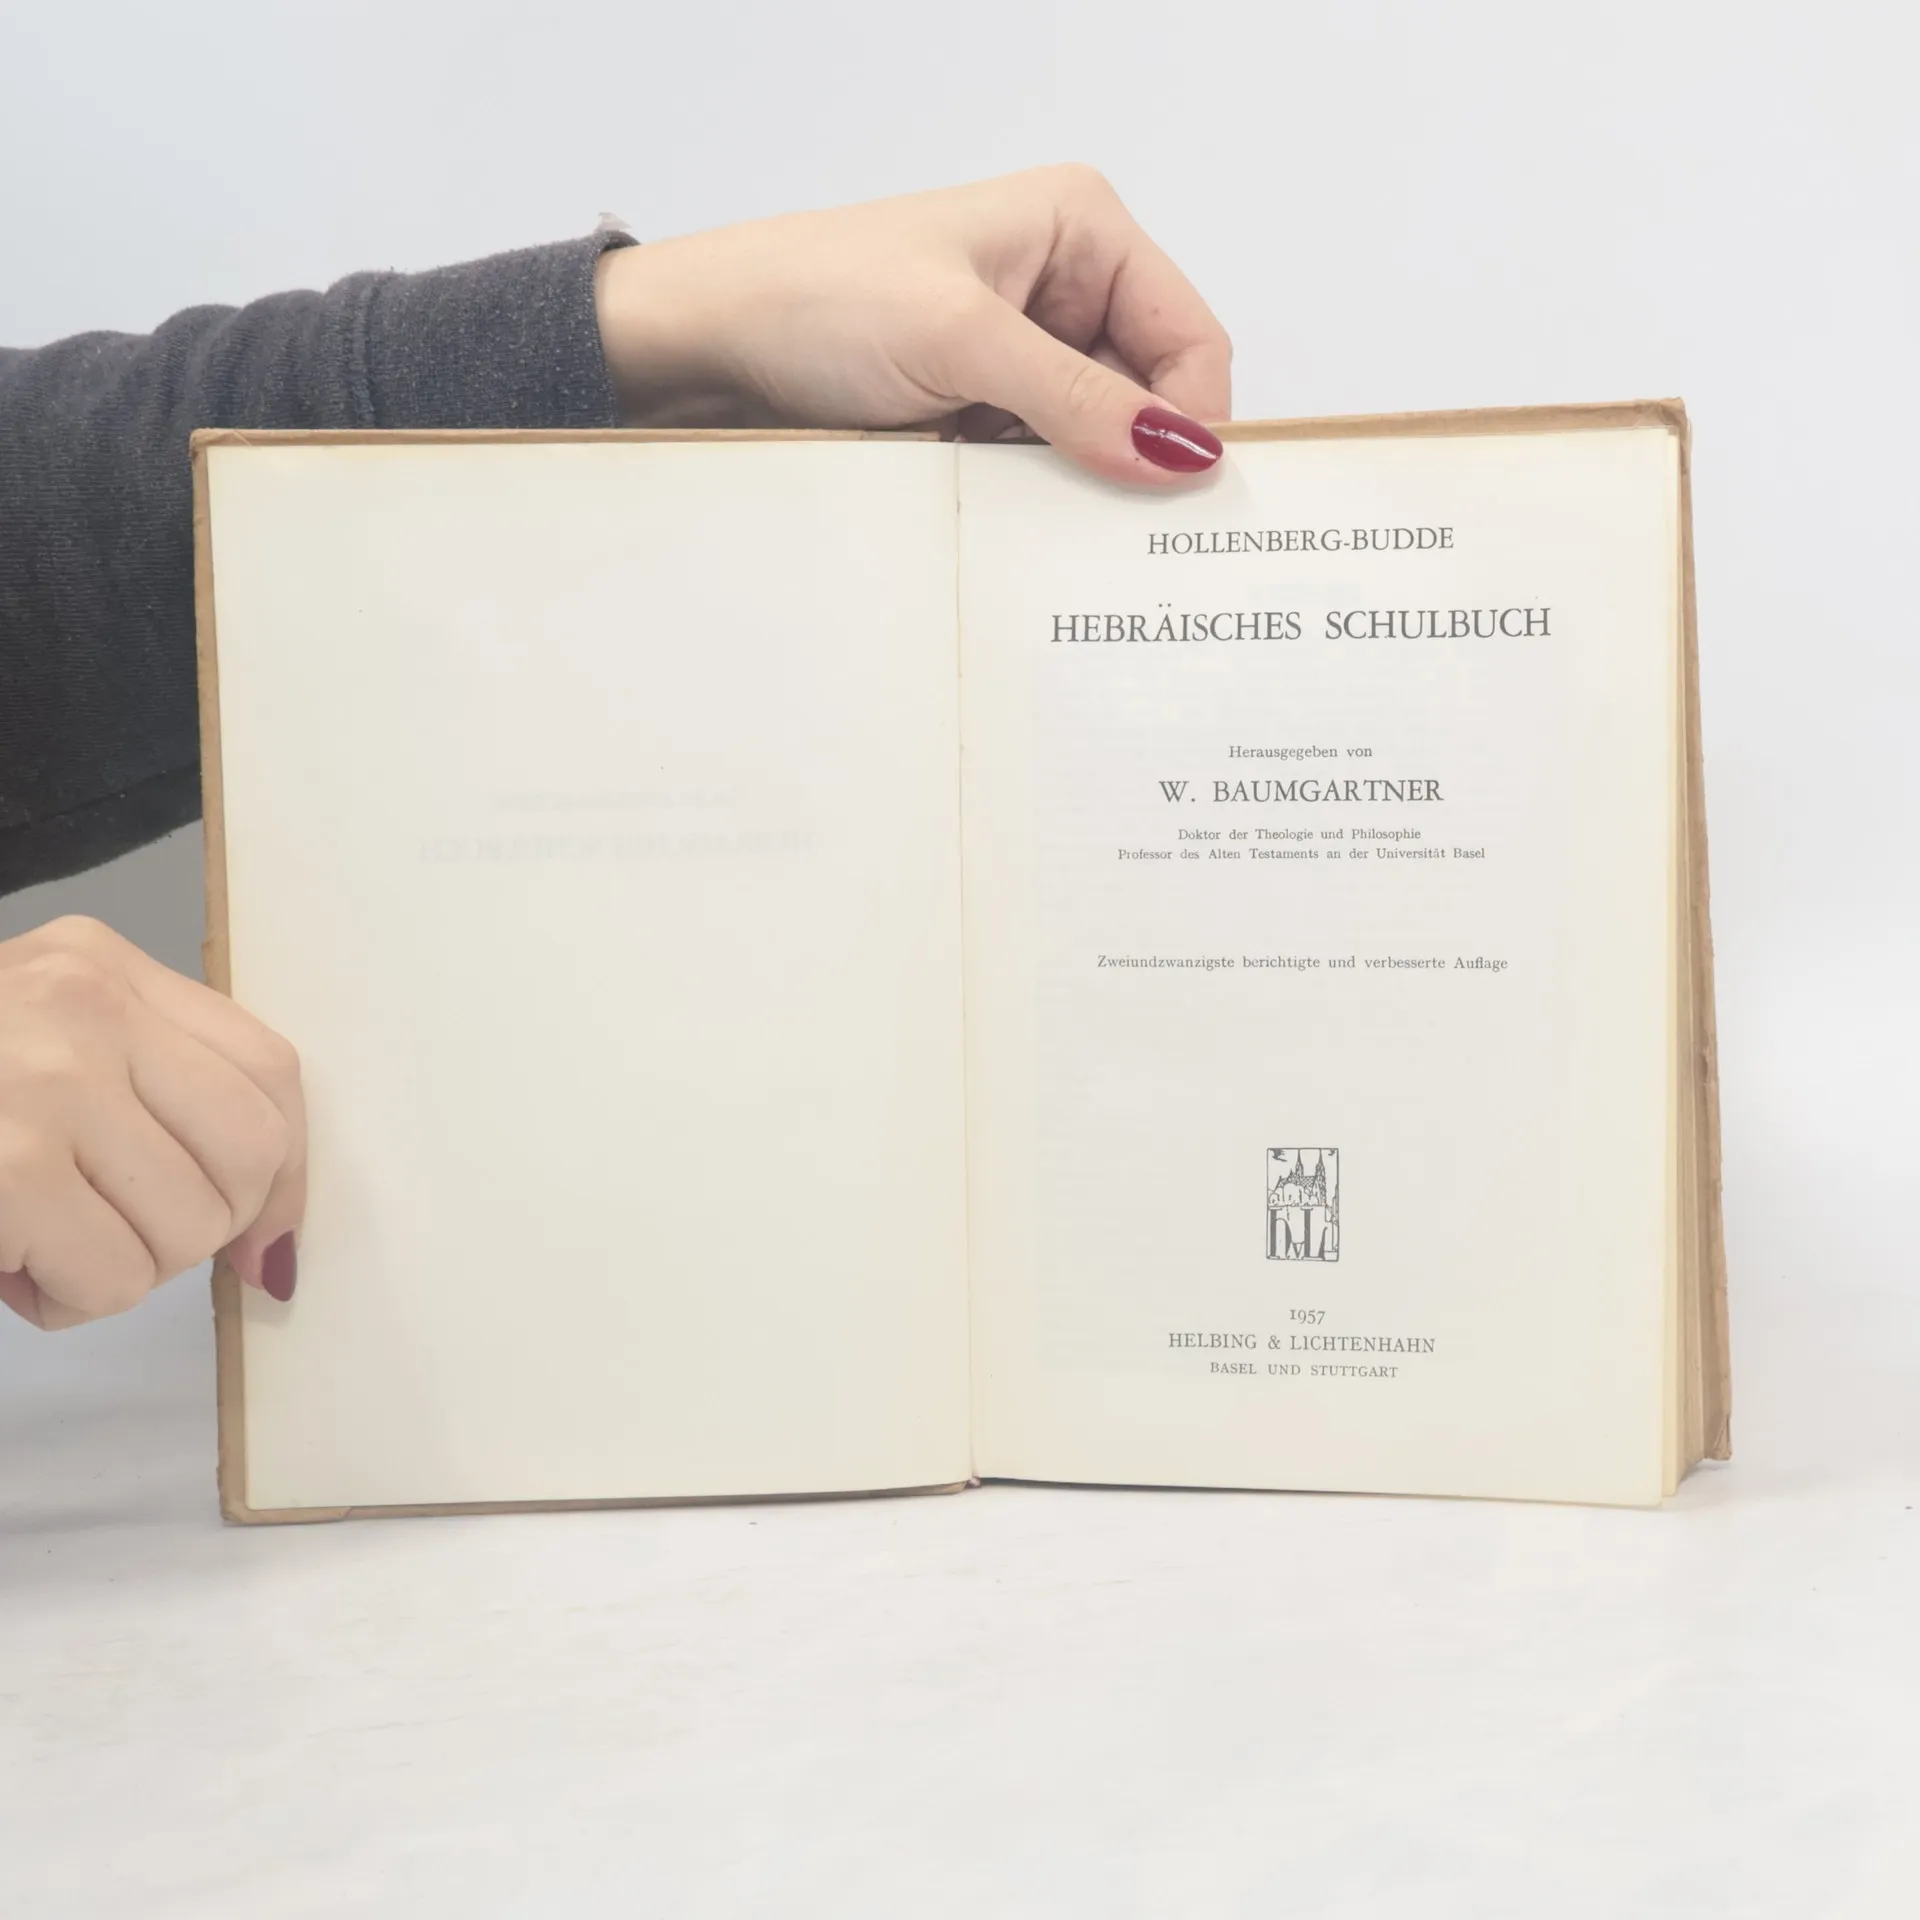 HOLLENBERG-BUDDE
HEBRÄISCHES SCHULBUCH
Herausgegeben von
W. BAUMGARTNER
Doktor der Theologie und Philosophie
Professor des Alten Testaments an der Universität Basel
Zweiundzwanzigste berichtigte und verbesserte Auflage
1957
HELBING & LICHTENHAHN
BASEL UND STUTTGART